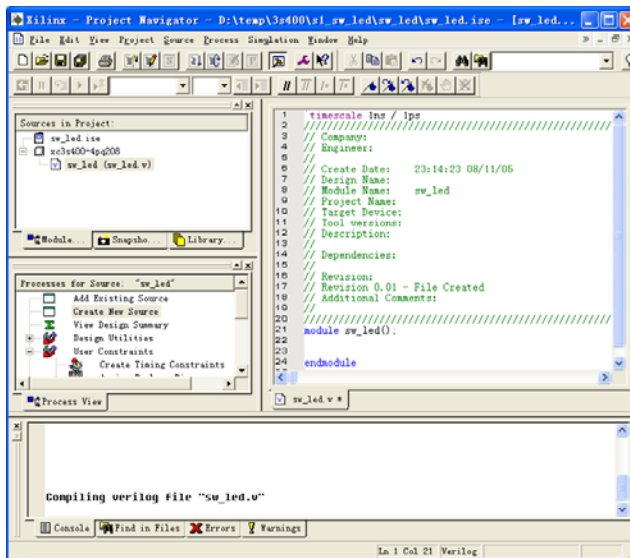 Xilinx - Project Navigator - D:\temp\3s400\s1_sw_led\sw_led\sw_led.ise - [sw_led...
File Edit View Project Source Process Simulation Window Help
Sources in Project:
sw_led.ise
xc3s400-4pq208
sw_led (sw_led.v)
Module... Snapsho... Library...
Processes for Source: "sw_led"
Add Existing Source
Create New Source
View Design Summary
Design Utilities
User Constraints
Create Timing Constraints
Process View
1 `timescale 1ns / 1ps
2 ////////////////////////////////////////////////////////////////////////////////
3 // Company:
4 // Engineer:
5 //
6 // Create Date: 23:14:23 08/11/05
7 // Design Name:
8 // Module Name: sw_led
9 // Project Name:
10 // Target Device:
11 // Tool versions:
12 // Description:
13 //
14 // Dependencies:
15 //
16 // Revision:
17 // Revision 0.01 - File Created
18 // Additional Comments:
19 //
20 ////////////////////////////////////////////////////////////////////////////////
21 module sw_led();
22
23
24 endmodule
sw_led.v *
Compiling verilog file "sw_led.v"
Console Find in Files Errors Warnings
Ln 1 Col 21 Verilog